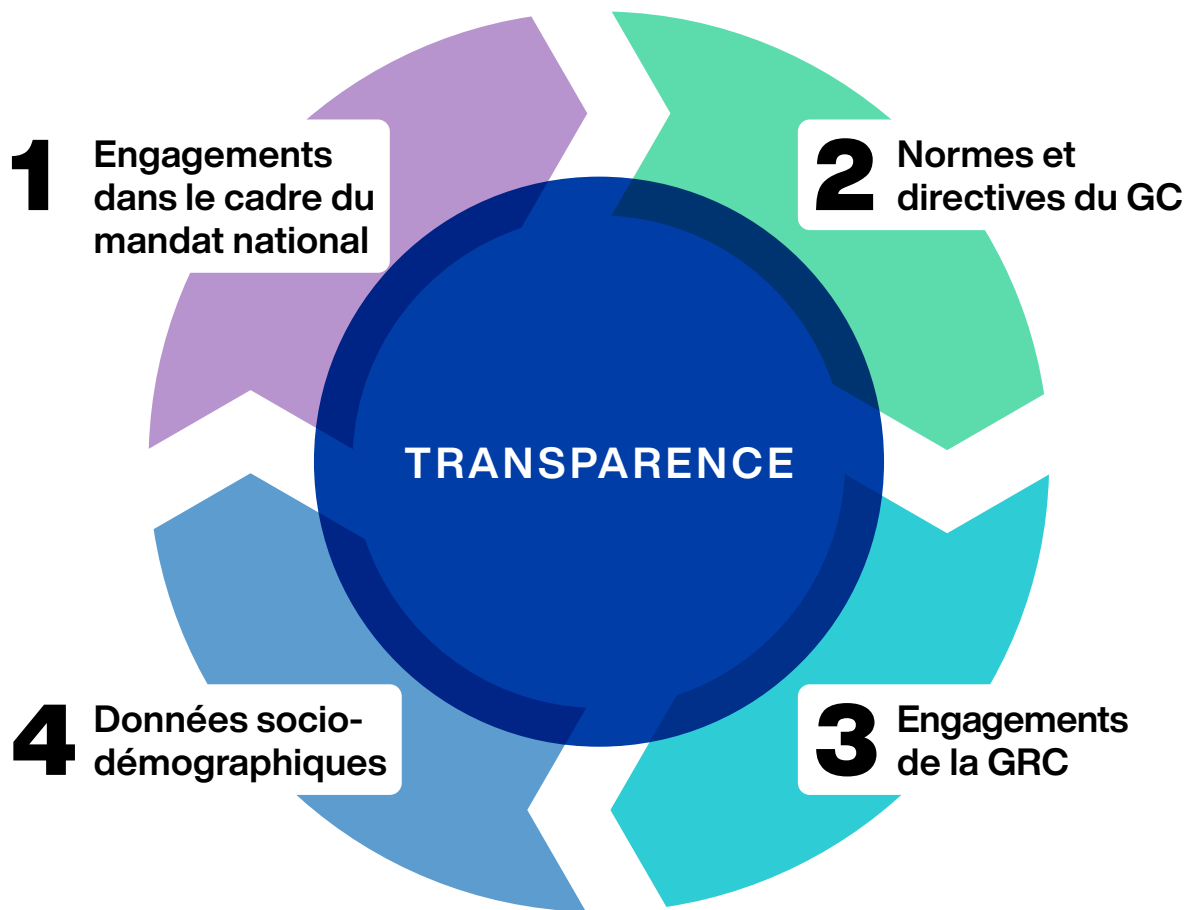 1 Engagements
dans le cadre du
mandat national
2 Normes et
directives du GC
TRANSPARENCE
3 Engagements
de la GRC
4 Données socio-
démographiques